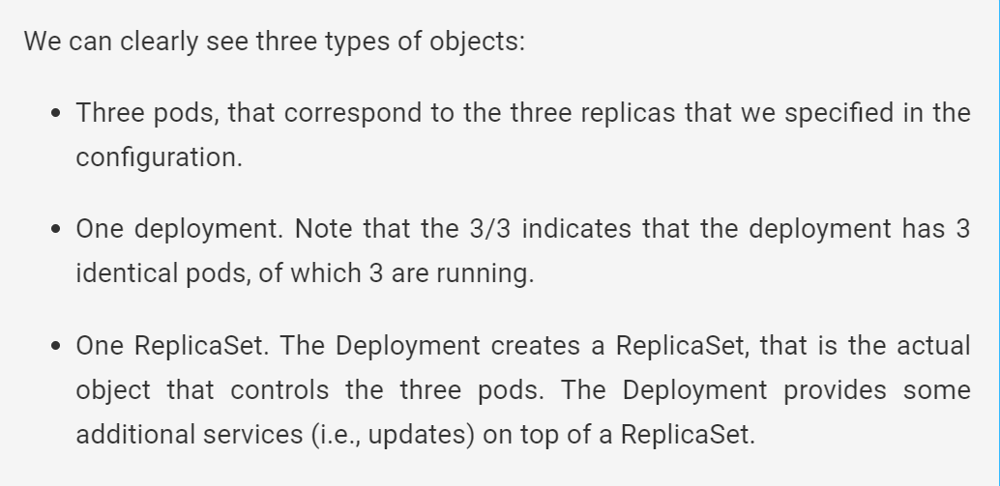 We can clearly see three types of objects:
• Three pods, that correspond to the three replicas that we specified in the
configuration.
• One deployment. Note that the 3/3 indicates that the deployment has 3
identical pods, of which 3 are running.
• One ReplicaSet. The Deployment creates a ReplicaSet, that is the actual
object that controls the three pods. The Deployment provides some
additional services (i.e., updates) on top of a ReplicaSet.